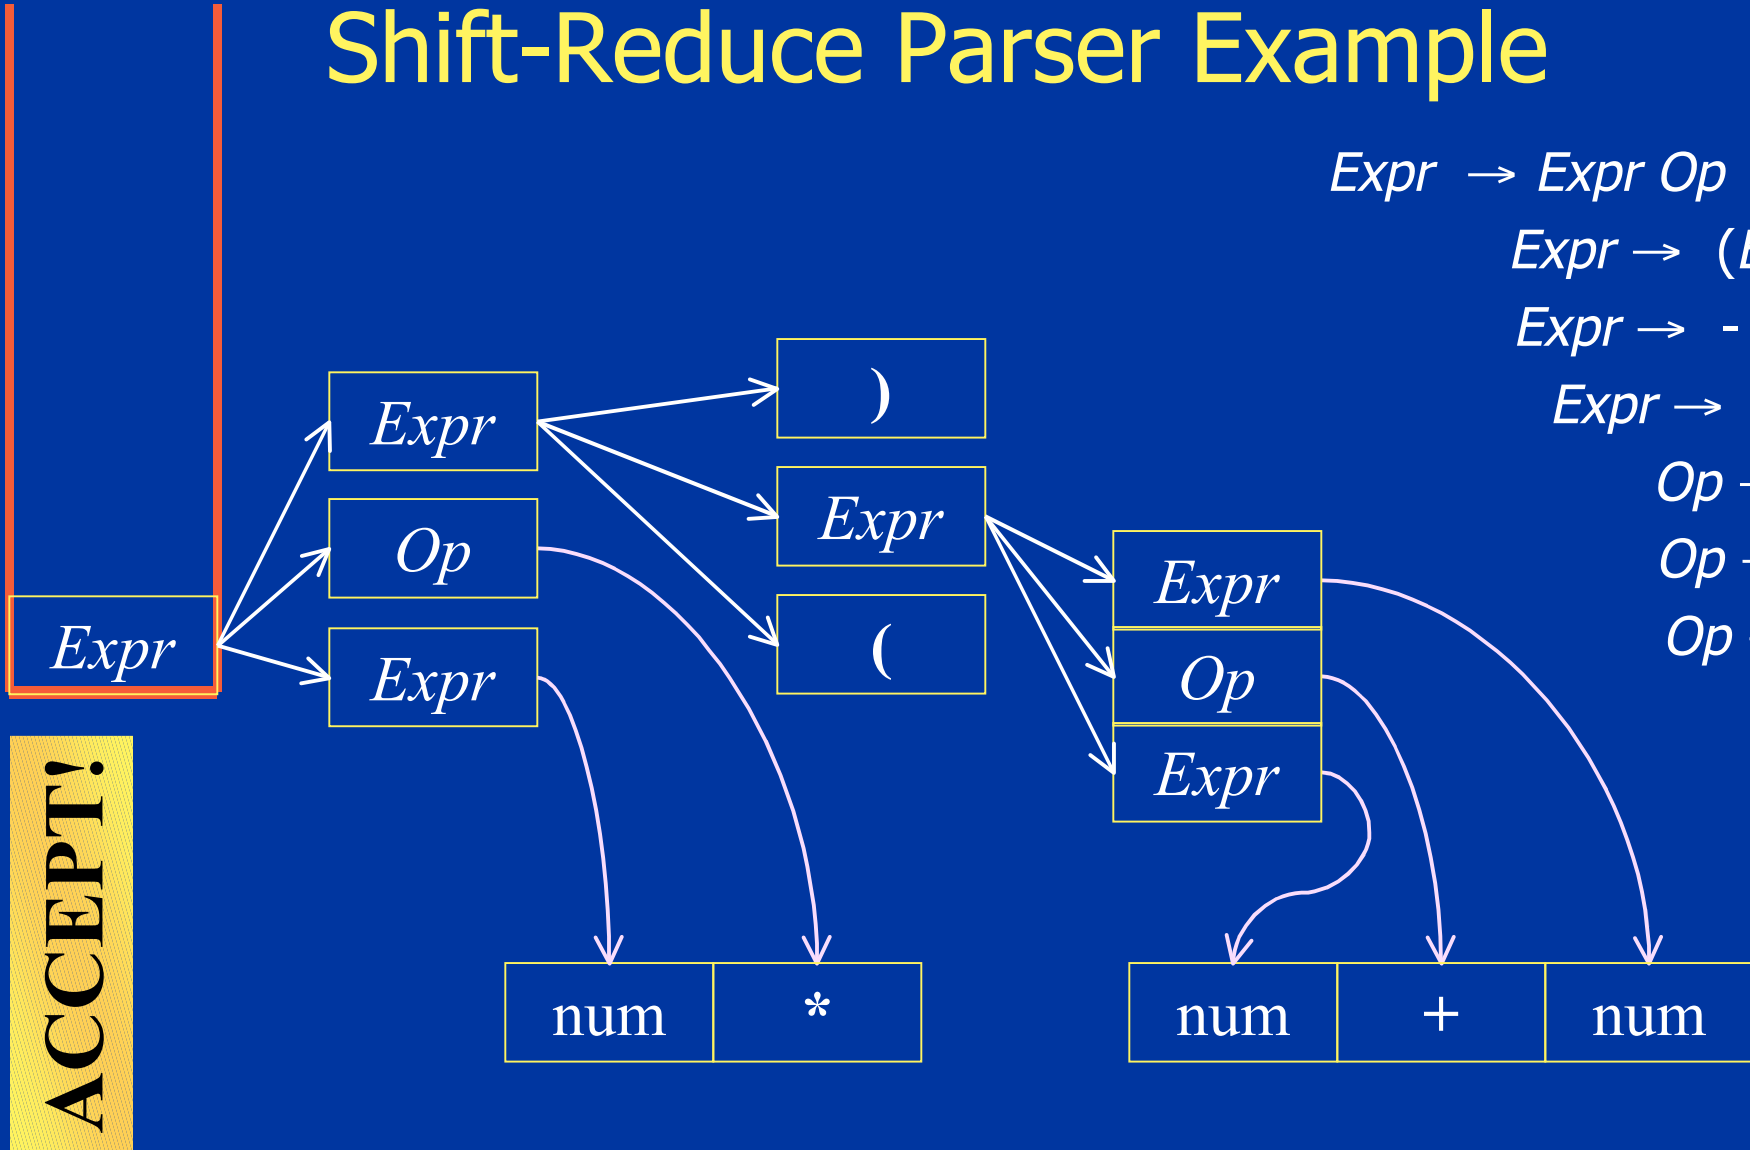 Shift-Reduce Parser Example
Expr → Expr Op
Expr → (
Expr → -
Expr →
Op
Op
Op
)
Expr
Expr
Op
Expr
Expr
(
Op
Expr
Expr
Expr
ACCEPT!
num * num + num